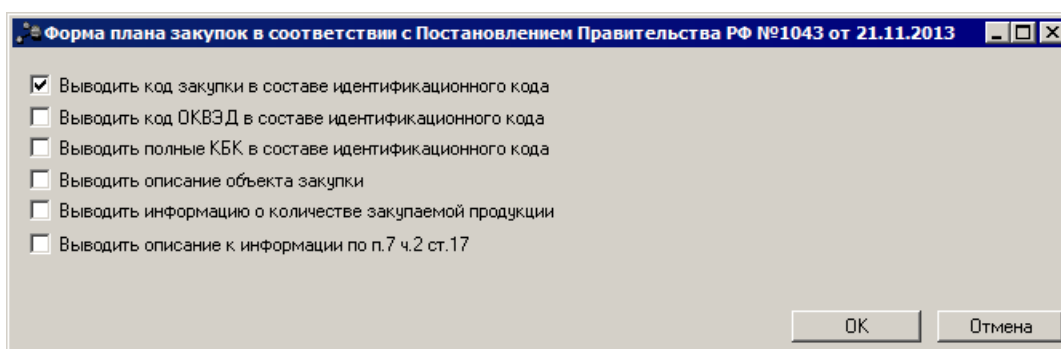 Форма плана закупок в соответствии с Постановлением Правительства РФ №1043 от 21.11.2013
Выводить код закупки в составе идентификационного кода
Выводить код ОКВЭД в составе идентификационного кода
Выводить полные КБК в составе идентификационного кода
Выводить описание объекта закупки
Выводить информацию о количестве закупаемой продукции
Выводить описание к информации по п.7 ч.2 ст.17
ОК Отмена